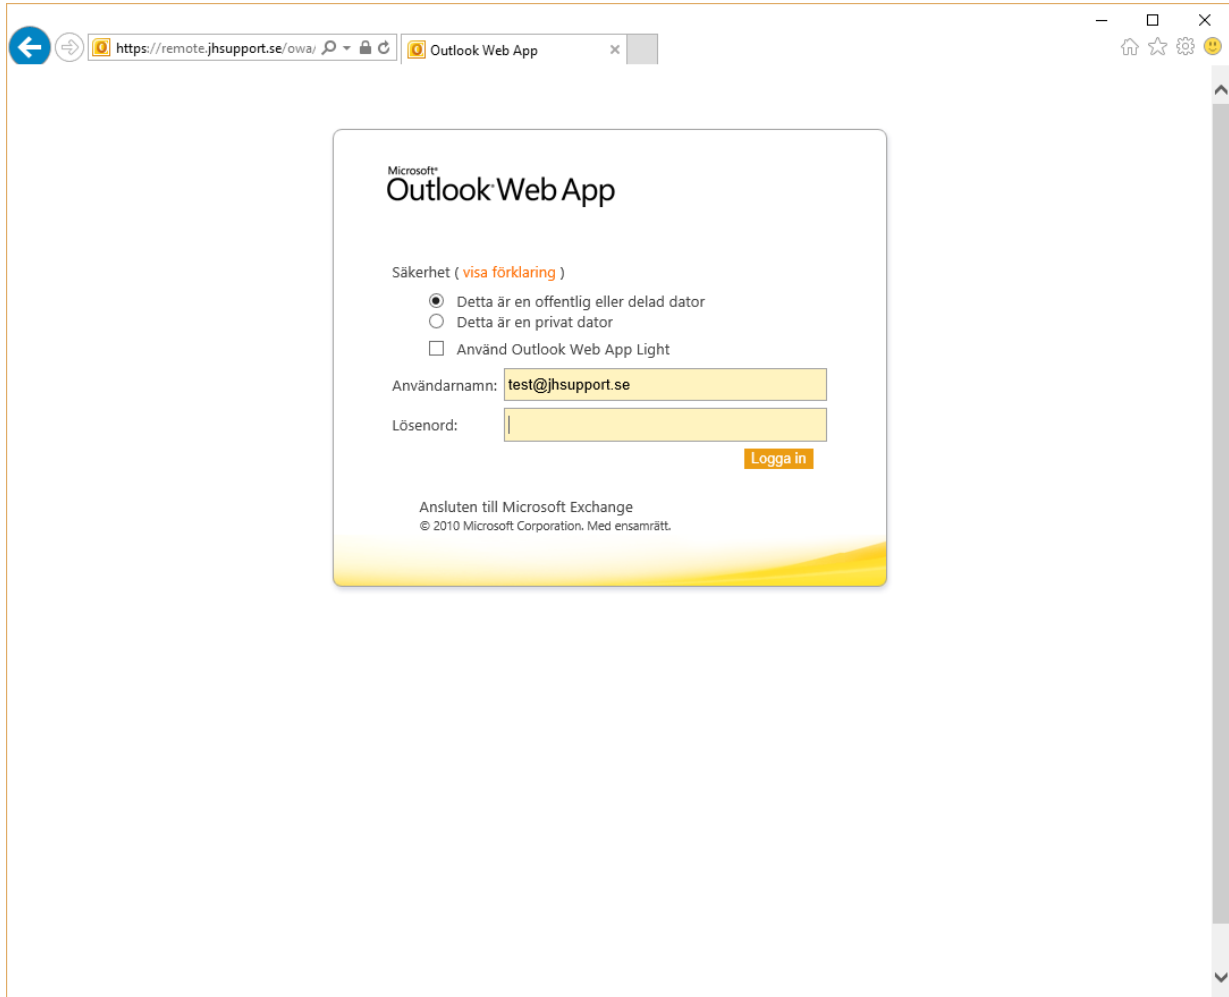 https://remote.jhsupport.se/owa/
Outlook Web App
Microsoft®
Outlook Web App
Säkerhet ( visa förklaring )
Detta är en offentlig eller delad dator
Detta är en privat dator
Använd Outlook Web App Light
Användarnamn: test@jhsupport.se
Lösenord:
Logga in
Ansluten till Microsoft Exchange
© 2010 Microsoft Corporation. Med ensamrätt.